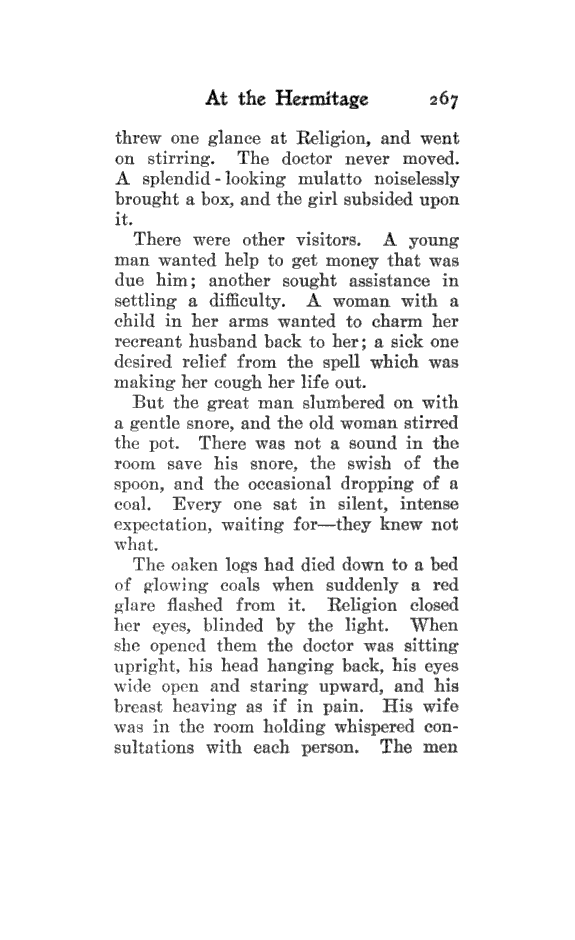 At the Hermitage 267
threw one glance at Religion, and went
on stirring. The doctor never moved.
A splendid-looking mulatto noiselessly
brought a box, and the girl subsided upon
it.
There were other visitors. A young
man wanted help to get money that was
due him; another sought assistance in
settling a difficulty. A woman with a
child in her arms wanted to charm her
recreant husband back to her; a sick one
desired relief from the spell which was
making her cough her life out.
But the great man slumbered on with
a gentle snore, and the old woman stirred
the pot. There was not a sound in the
room save his snore, the swish of the
spoon, and the occasional dropping of a
coal. Every one sat in silent, intense
expectation, waiting for—they knew not
what.
The oaken logs had died down to a bed
of glowing coals when suddenly a red
glare flashed from it. Religion closed
her eyes, blinded by the light. When
she opened them the doctor was sitting
upright, his head hanging back, his eyes
wide open and staring upward, and his
breast heaving as if in pain. His wife
was in the room holding whispered con-
sultations with each person. The men